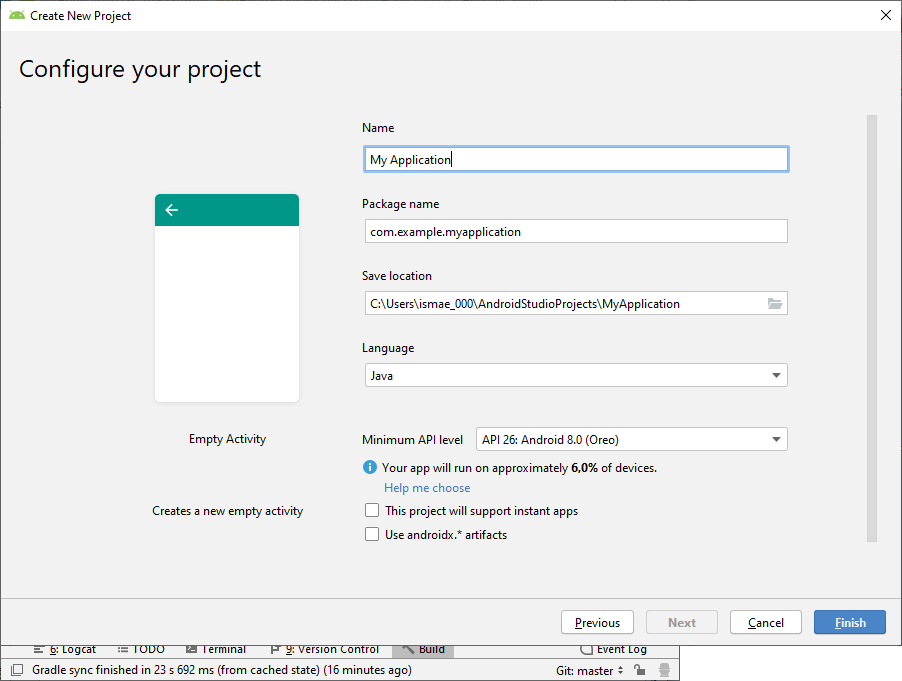 Create New Project
Configure your project
Name
My Application
Package name
com.example.myapplication
Save location
C:\Users\ismae_000\AndroidStudioProjects\MyApplication
Language
Java
Empty Activity
Minimum API level
API 26: Android 8.0 (Oreo)
Your app will run on approximately 6,0% of devices.
Help me choose
Creates a new empty activity
This project will support instant apps
Use androidx.* artifacts
Previous
Next
Cancel
Finish
6: Logcat
TODO
Terminal
9: Version Control
Build
Event Log
Gradle sync finished in 23 s 692 ms (from cached state) (16 minutes ago)
Git: master